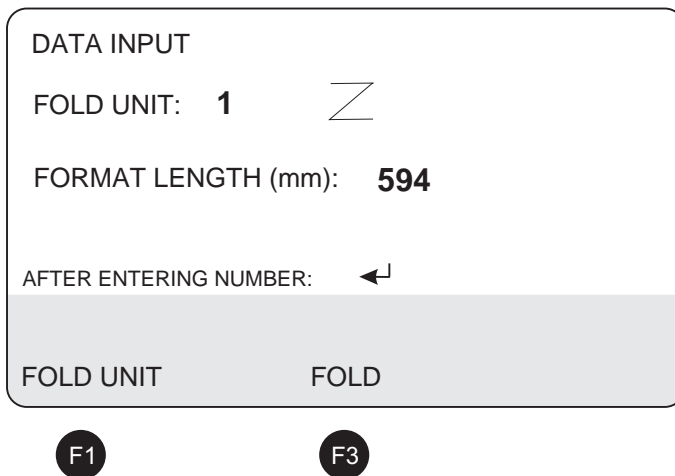 DATA INPUT
FOLD UNIT: 1
FORMAT LENGTH (mm): 594
AFTER ENTERING NUMBER:
FOLD UNIT FOLD
F1 F3